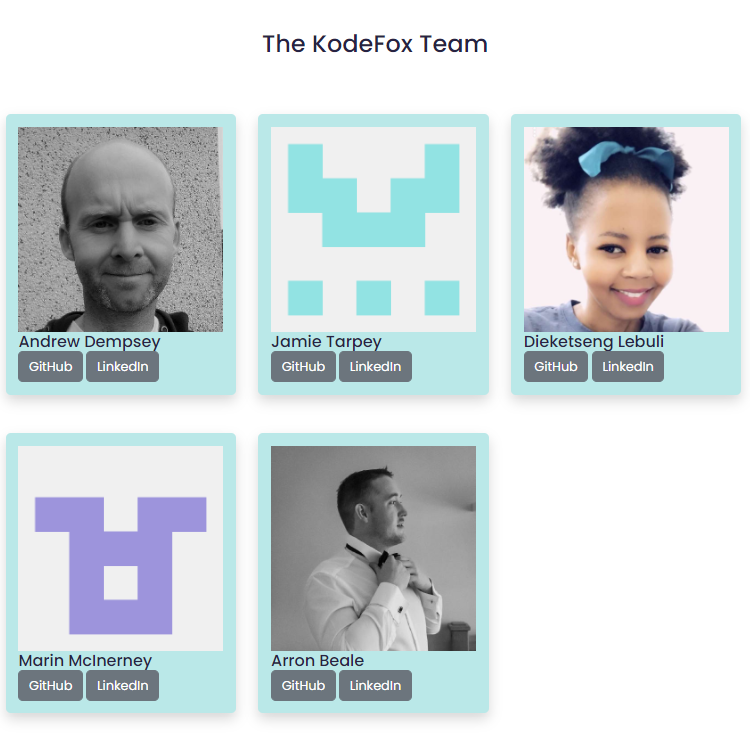 The KodeFox Team
Andrew Dempsey
GitHub LinkedIn
Jamie Tarpey
GitHub LinkedIn
Dieketseng Lebuli
GitHub LinkedIn
Marin McInerney
GitHub LinkedIn
Arron Beale
GitHub LinkedIn